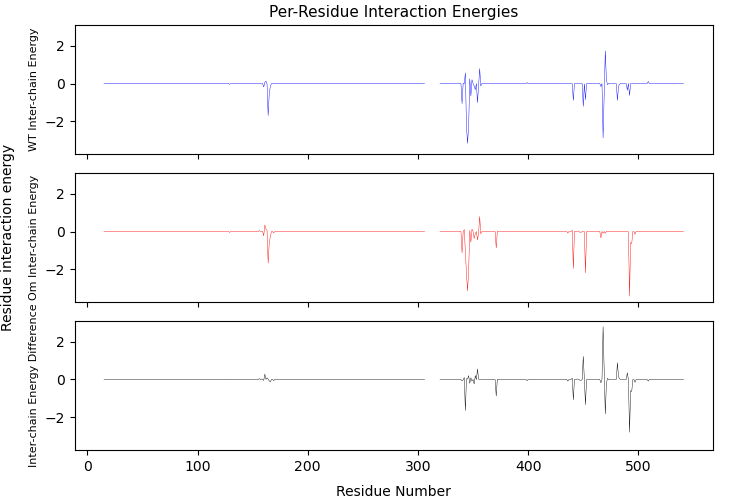 Per-Residue Interaction Energies
Residue interaction energy
WT Inter-chain Energy
2
0
−2
Om Inter-chain Energy
2
0
−2
Inter-chain Energy Difference
2
0
−2
0 100 200 300 400 500
Residue Number